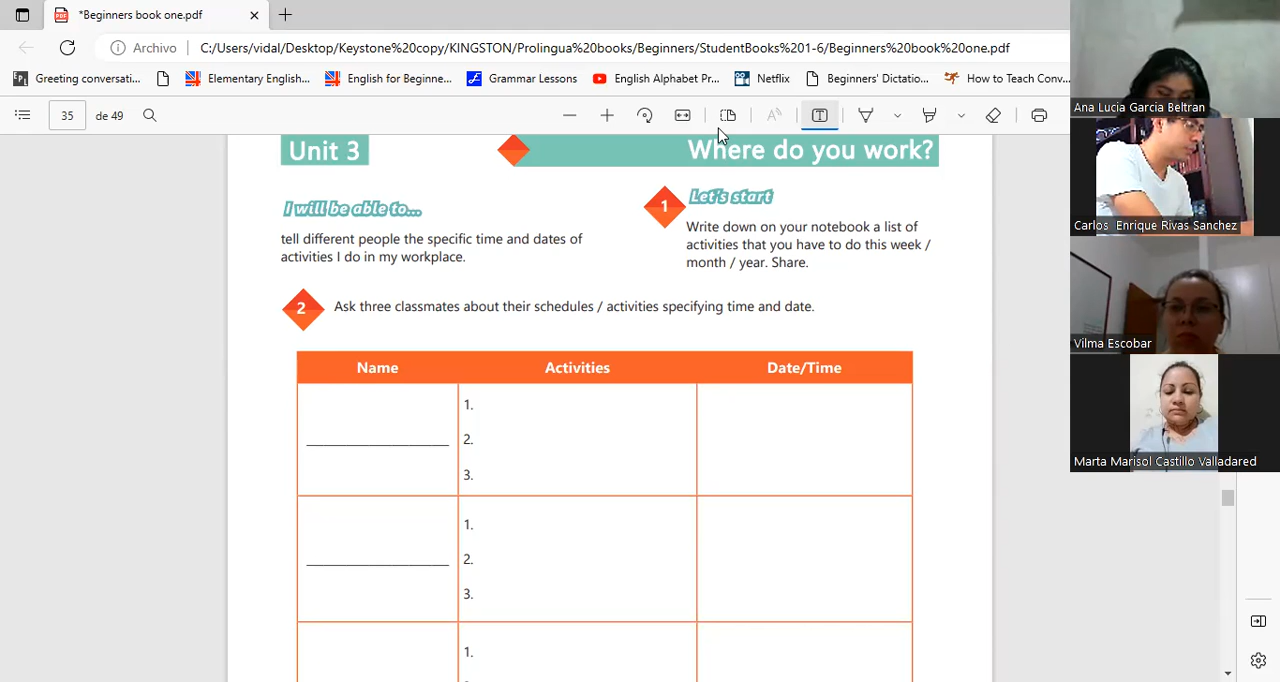 *Beginners book one.pdf
Archivo
C:/Users/vidal/Desktop/Keystone%20copy/KINGSTON/Prolingua%20books/Beginners/StudentBooks%201-6/Beginners%20book%20one.pdf
Greeting conversati...
Elementary English...
English for Beginne...
Grammar Lessons
English Alphabet Pr...
Netflix
Beginners' Dictatio...
How to Teach Conv...
35
de 49
Unit 3
Where do you work?
I will be able to...
tell different people the specific time and dates of
activities I do in my workplace.
1
Let's start
Write down on your notebook a list of
activities that you have to do this week /
month / year. Share.
2
Ask three classmates about their schedules / activities specifying time and date.
Name
Activities
Date/Time
1.
2.
3.
1.
2.
3.
1.
Ana Lucia Garcia Beltran
Carlos Enrique Rivas Sanchez
Vilma Escobar
Marta Marisol Castillo Valladared